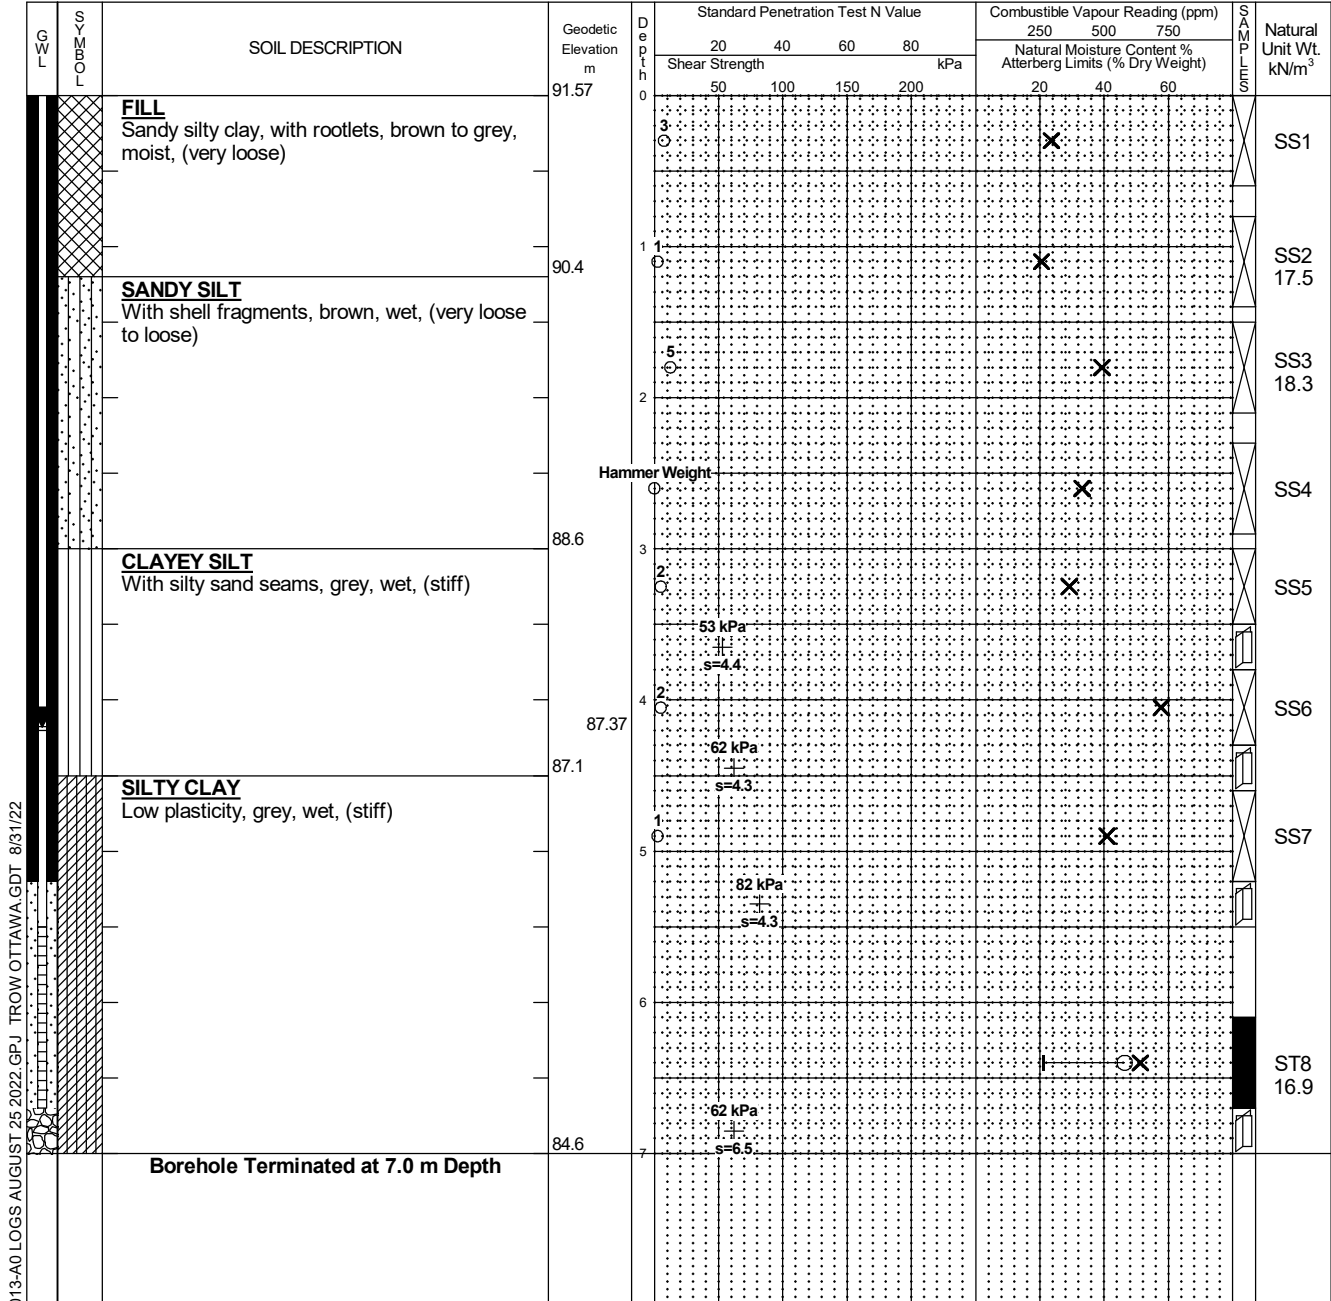 GWL
SYMBOL
SOIL DESCRIPTION
Geodetic
Elevation
m
Depth
Standard Penetration Test N Value
20 40 60 80
Shear Strength kPa
50 100 150 200
Combustible Vapour Reading (ppm)
250 500 750
Natural Moisture Content %
Atterberg Limits (% Dry Weight)
20 40 60
SAMPLES
Natural
Unit Wt.
kN/m³
91.57
0
FILL
Sandy silty clay, with rootlets, brown to grey,
moist, (very loose)
3
SS1
1
1
SS2
17.5
90.4
SANDY SILT
With shell fragments, brown, wet, (very loose
to loose)
5
SS3
18.3
2
Hammer Weight
SS4
88.6
3
CLAYEY SILT
With silty sand seams, grey, wet, (stiff)
2
SS5
53 kPa
s=4.4
4
2
SS6
87.37
62 kPa
s=4.3
87.1
SILTY CLAY
Low plasticity, grey, wet, (stiff)
1
SS7
5
82 kPa
s=4.3
6
ST8
16.9
62 kPa
s=6.5
84.6
7
Borehole Terminated at 7.0 m Depth
013-A0 LOGS AUGUST 25 2022.GPJ TROW OTTAWA.GDT 8/31/22